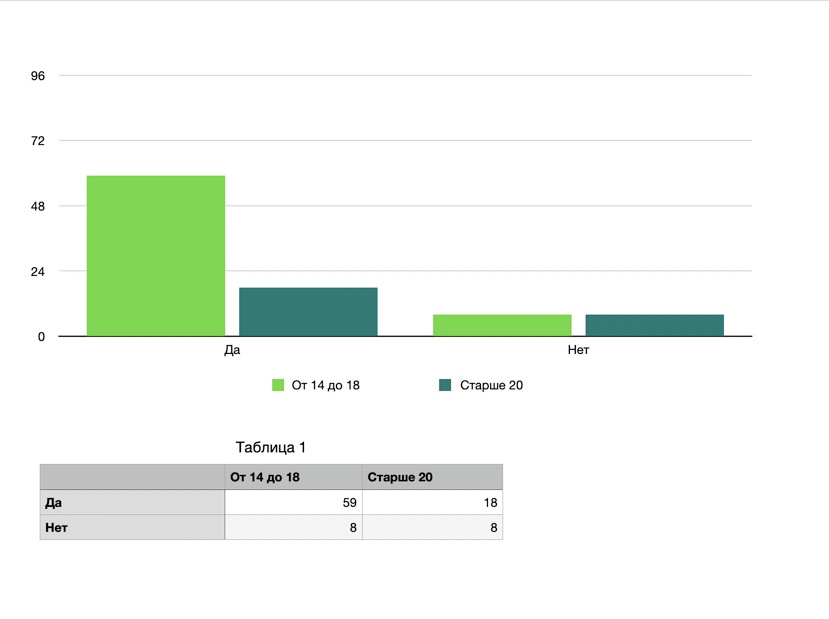 96
72
48
24
0
Да Нет
От 14 до 18 Старше 20
Таблица 1
От 14 до 18 Старше 20
Да 59 18
Нет 8 8